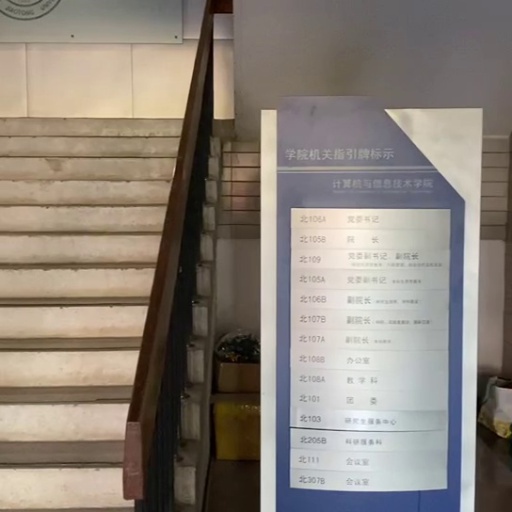 学院机关指引牌标示
计算机与信息技术学院
北106A 党委书记
北105B 院 长
北109 党委副书记、副院长
北105A 党委副书记
北106B 副院长
北107B 副院长
北107A 副院长
北108B 办公室
北108A 教 学 科
北101 团 委
北103 研究生服务中心
北205B 科研服务科
北111 会议室
北307B 会议室